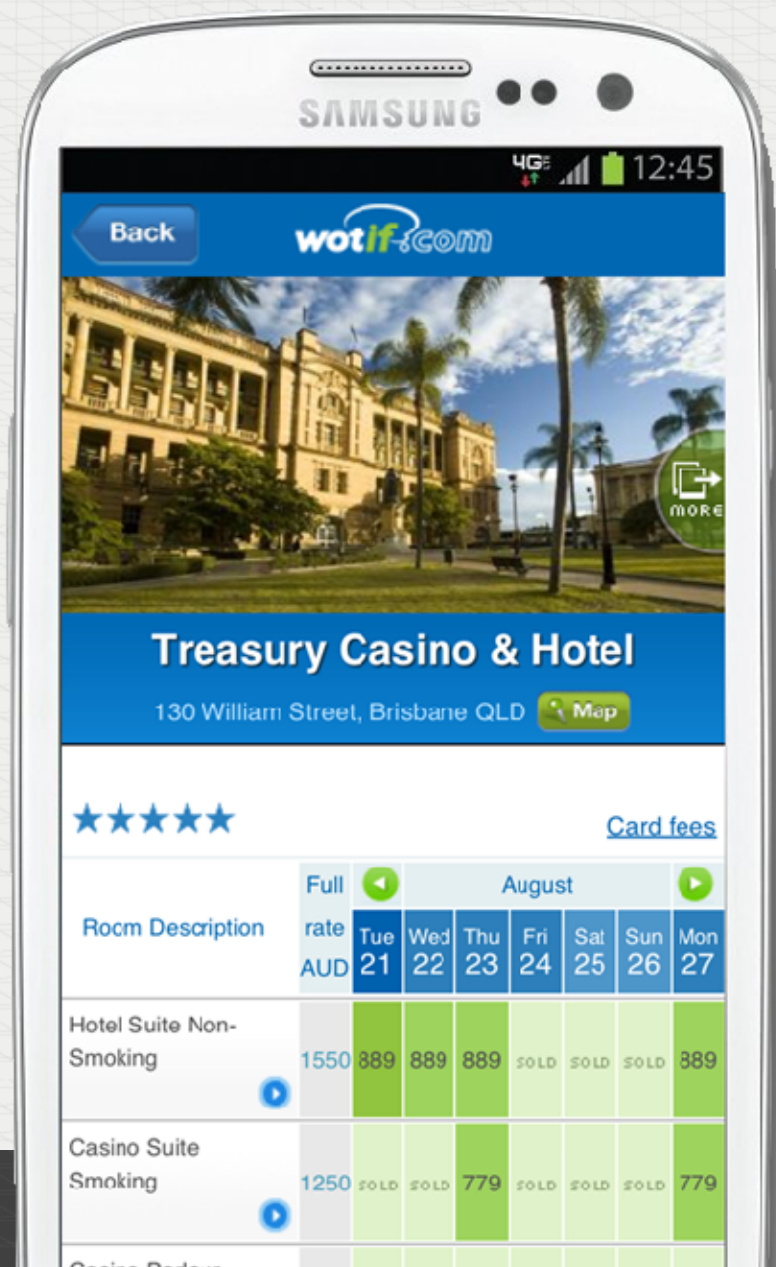 SAMSUNG
4G 12:45
Back wotif.com
MORE
Treasury Casino & Hotel
130 William Street, Brisbane QLD Map
Card fees
Room Description
Full rate AUD
August
Tue 21 Wed 22 Thu 23 Fri 24 Sat 25 Sun 26 Mon 27
Hotel Suite Non-
Smoking
1550 889 889 889 SOLD SOLD SOLD 889
Casino Suite
Smoking
1250 SOLD SOLD 779 SOLD SOLD SOLD 779